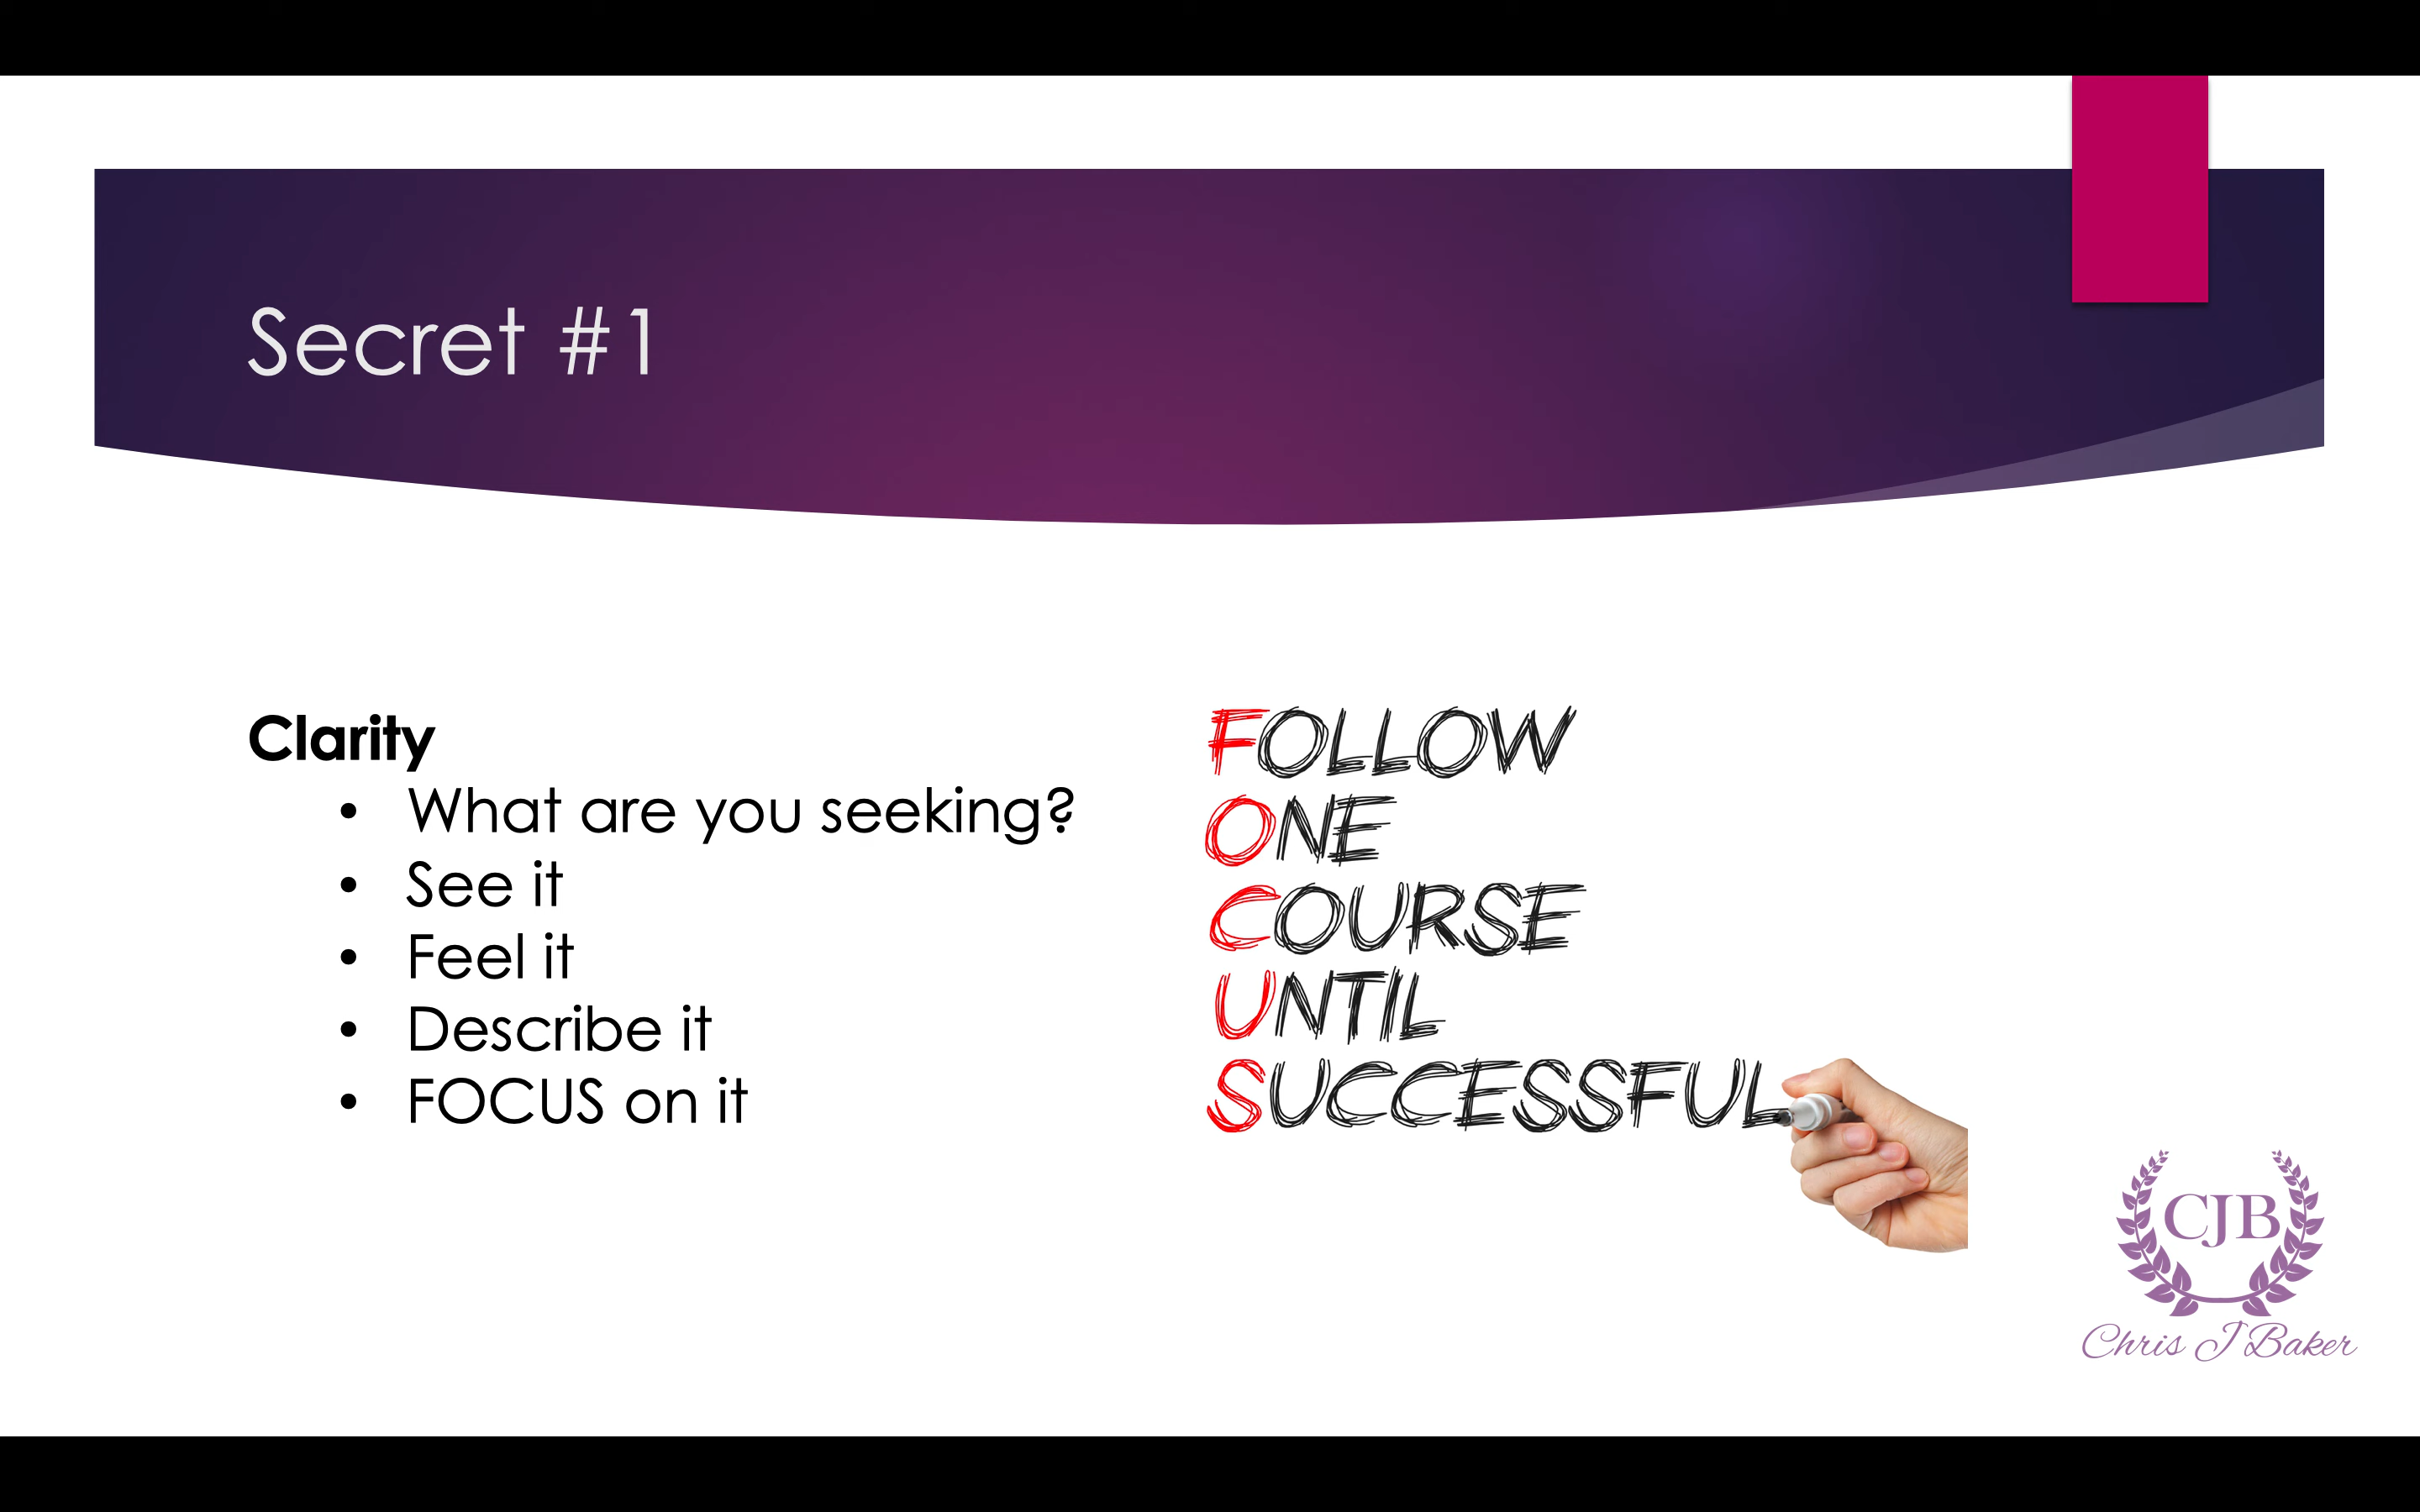 Secret #1
Clarity
• What are you seeking?
• See it
• Feel it
• Describe it
• FOCUS on it
FOLLOW
ONE
COURSE
UNTIL
SUCCESSFUL
CJB
Chris J Baker